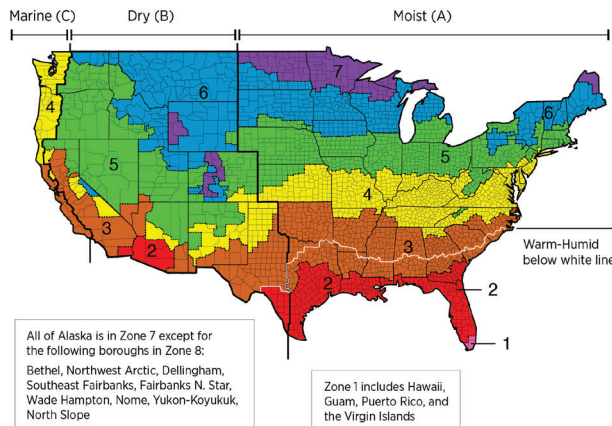 Marine (C) Dry (B) Moist (A)
7
6
6
4
5
5
4
3
3
2
Warm-Humid
below white line
2
2
1
All of Alaska is in Zone 7 except for
the following boroughs in Zone 8:
Bethel, Northwest Arctic, Dellingham,
Southeast Fairbanks, Fairbanks N. Star,
Wade Hampton, Nome, Yukon-Koyukuk,
North Slope
Zone 1 includes Hawaii,
Guam, Puerto Rico, and
the Virgin Islands